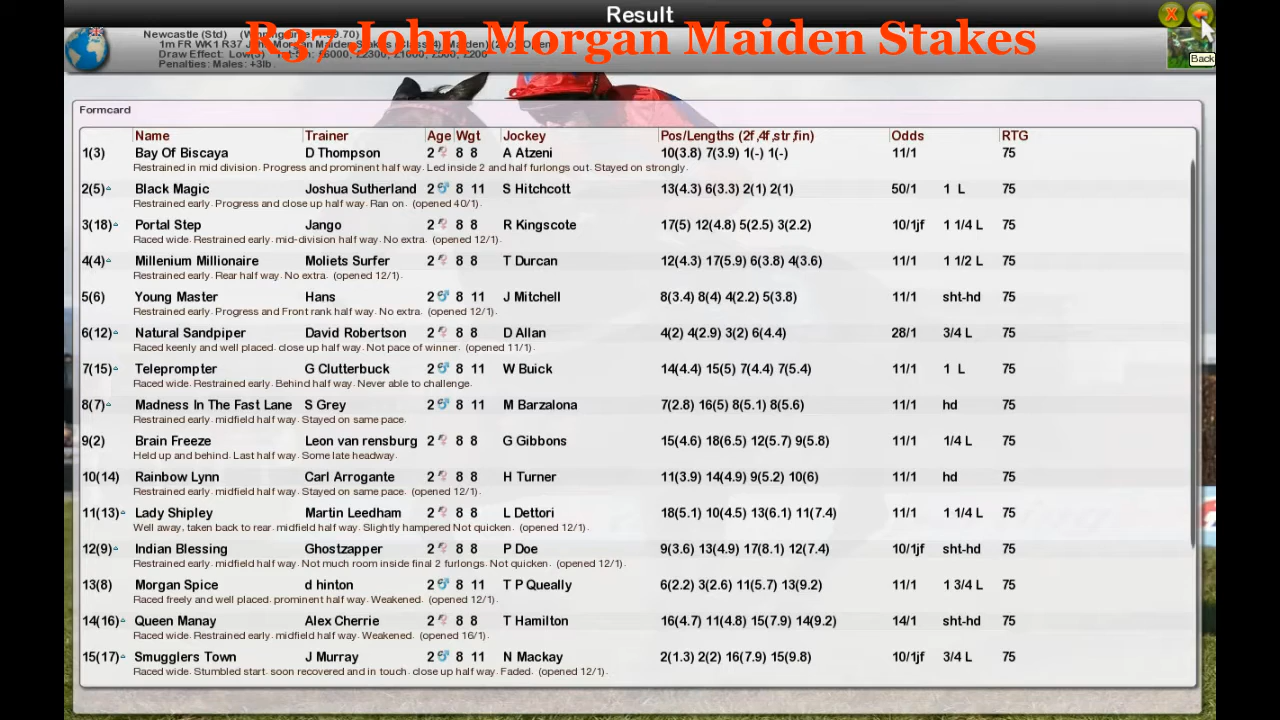 Result
R37 John Morgan Maiden Stakes
Newcastle (Std)
1m FR WK1 R37
Draw Effect:
Penalties: Males: +3lb
Back
Formcard
Name Trainer Age Wgt Jockey Pos/Lengths (2f,4f,str,fin) Odds RTG
1(3) Bay Of Biscaya D Thompson 2 8 8 A Atzeni 10(3.8) 7(3.9) 1(-) 1(-) 11/1 75
Restrained in mid division. Progress and prominent half way. Led inside 2 and half furlongs out. Stayed on strongly.
2(5) Black Magic Joshua Sutherland 2 8 11 S Hitchcott 13(4.3) 6(3.3) 2(1) 2(1) 50/1 1 L 75
Restrained early. Progress and close up half way. Ran on. (opened 40/1).
3(18) Portal Step Jango 2 8 8 R Kingscote 17(5) 12(4.8) 5(2.5) 3(2.2) 10/1jf 1 1/4 L 75
Raced wide. Restrained early. mid-division half way. No extra. (opened 12/1).
4(4) Millenium Millionaire Moliets Surfer 2 8 8 T Durcan 12(4.3) 17(5.9) 6(3.8) 4(3.6) 11/1 1 1/2 L 75
Restrained early. Rear half way. No extra. (opened 12/1).
5(6) Young Master Hans 2 8 11 J Mitchell 8(3.4) 8(4) 4(2.2) 5(3.8) 11/1 sht-hd 75
Restrained early. Progress and Front rank half way. No extra. (opened 12/1).
6(12) Natural Sandpiper David Robertson 2 8 8 D Allan 4(2) 4(2.9) 3(2) 6(4.4) 28/1 3/4 L 75
Raced keenly and well placed. close up half way. Not pace of winner. (opened 11/1).
7(15) Teleprompter G Clutterbuck 2 8 11 W Buick 14(4.4) 15(5) 7(4.4) 7(5.4) 11/1 1 L 75
Raced wide. Restrained early. Behind half way. Never able to challenge.
8(7) Madness In The Fast Lane S Grey 2 8 11 M Barzalona 7(2.8) 16(5) 8(5.1) 8(5.6) 11/1 hd 75
Restrained early. midfield half way. Stayed on same pace.
9(2) Brain Freeze Leon van rensburg 2 8 8 G Gibbons 15(4.6) 18(6.5) 12(5.7) 9(5.8) 11/1 1/4 L 75
Held up and behind. Last half way. Some late headway.
10(14) Rainbow Lynn Carl Arrogante 2 8 8 H Turner 11(3.9) 14(4.9) 9(5.2) 10(6) 11/1 hd 75
Restrained early. midfield half way. Stayed on same pace. (opened 12/1).
11(13) Lady Shipley Martin Leedham 2 8 8 L Dettori 18(5.1) 10(4.5) 13(6.1) 11(7.4) 11/1 1 1/4 L 75
Well away, taken back to rear. midfield half way. Slightly hampered Not quicken. (opened 12/1).
12(9) Indian Blessing Ghostzapper 2 8 8 P Doe 9(3.6) 13(4.9) 17(8.1) 12(7.4) 10/1jf sht-hd 75
Restrained early. midfield half way. Not much room inside final 2 furlongs. Not quicken. (opened 12/1).
13(8) Morgan Spice d hinton 2 8 11 T P Queally 6(2.2) 3(2.6) 11(5.7) 13(9.2) 11/1 1 3/4 L 75
Raced freely and well placed. prominent half way. Weakened. (opened 12/1).
14(16) Queen Manay Alex Cherrie 2 8 8 T Hamilton 16(4.7) 11(4.8) 15(7.9) 14(9.2) 14/1 sht-hd 75
Raced wide. Restrained early. midfield half way. Weakened. (opened 16/1).
15(17) Smugglers Town J Murray 2 8 11 N Mackay 2(1.3) 2(2) 16(7.9) 15(9.8) 10/1jf 3/4 L 75
Raced wide. Stumbled start. soon recovered and in touch. close up half way. Faded. (opened 12/1).